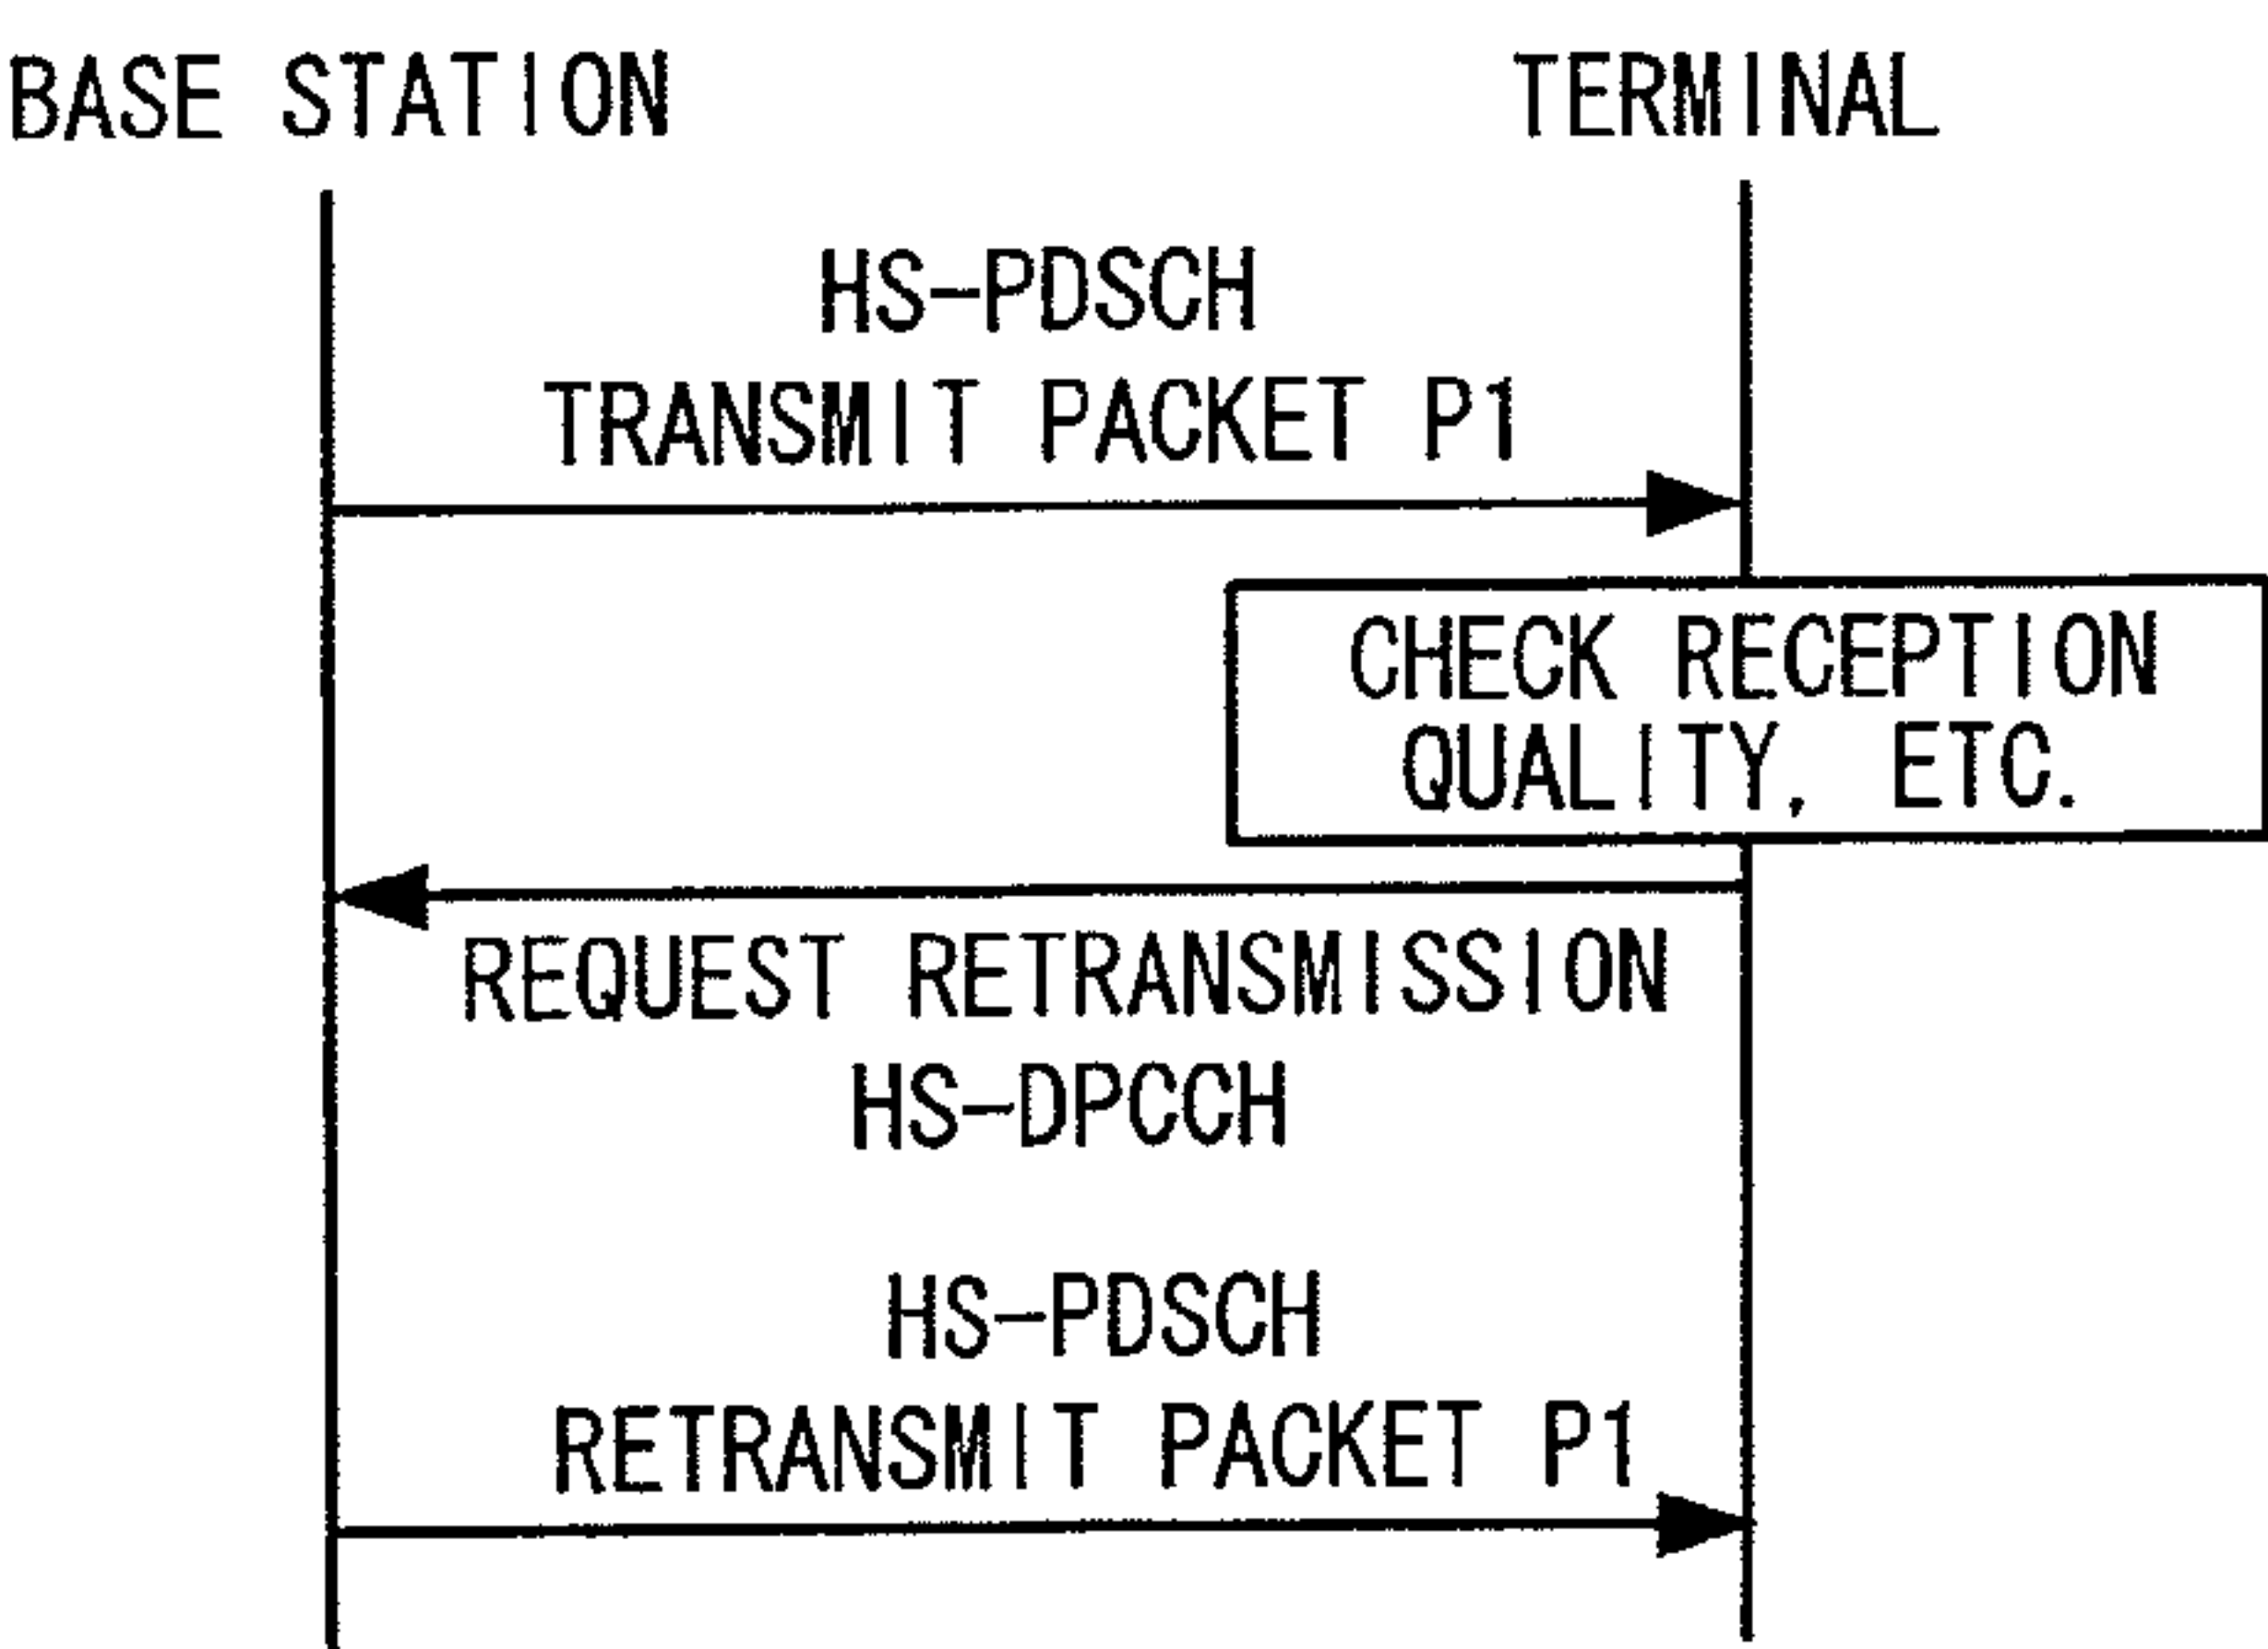 BASE STATION
TERMINAL
HS-PDSCH
TRANSMIT PACKET P1
CHECK RECEPTION
QUALITY, ETC.
REQUEST RETRANSMISSION
HS-DPCCH
HS-PDSCH
RETRANSMIT PACKET P1